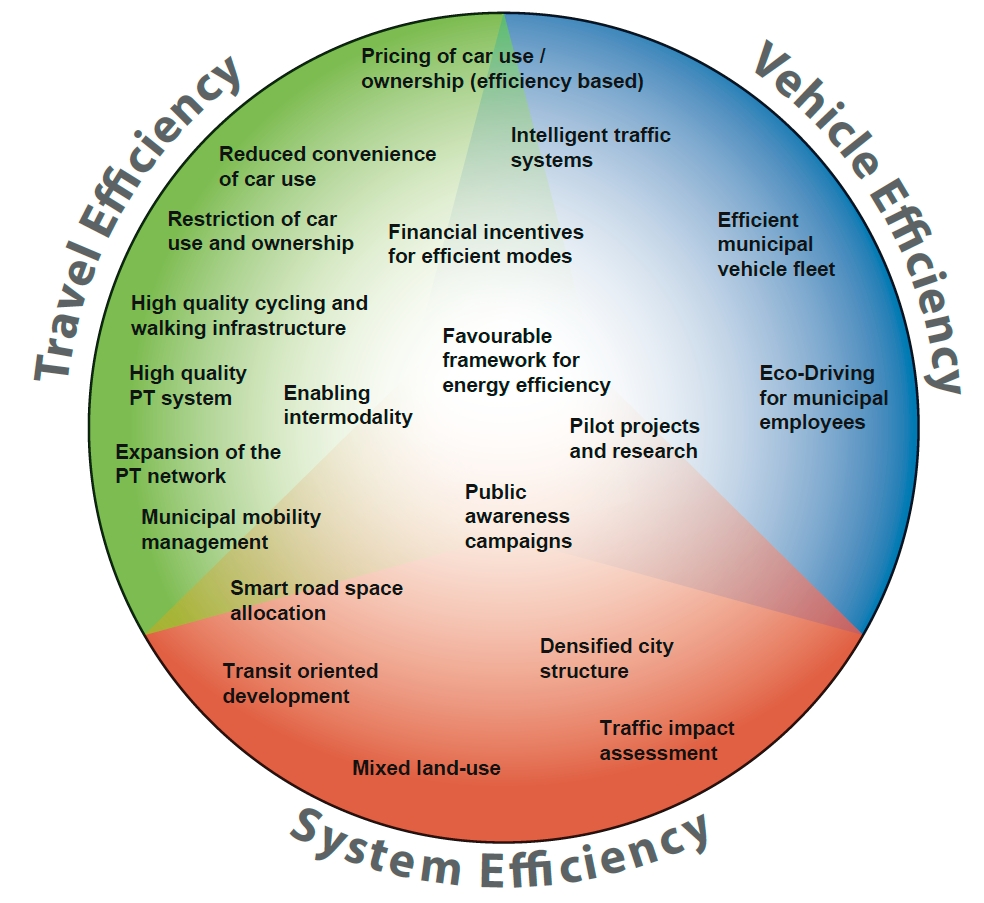 Travel Efficiency
Vehicle Efficiency
Pricing of car use /
ownership (efficiency based)
Intelligent traffic
systems
Reduced convenience
of car use
Restriction of car
use and ownership
Financial incentives
for efficient modes
Efficient
municipal
vehicle fleet
High quality cycling and
walking infrastructure
Favourable
framework for
energy efficiency
High quality
PT system
Enabling
intermodality
Eco-Driving
for municipal
employees
Pilot projects
and research
Expansion of the
PT network
Public
awareness
campaigns
Municipal mobility
management
Smart road space
allocation
Densified city
structure
Transit oriented
development
Traffic impact
assessment
Mixed land-use
System Efficiency